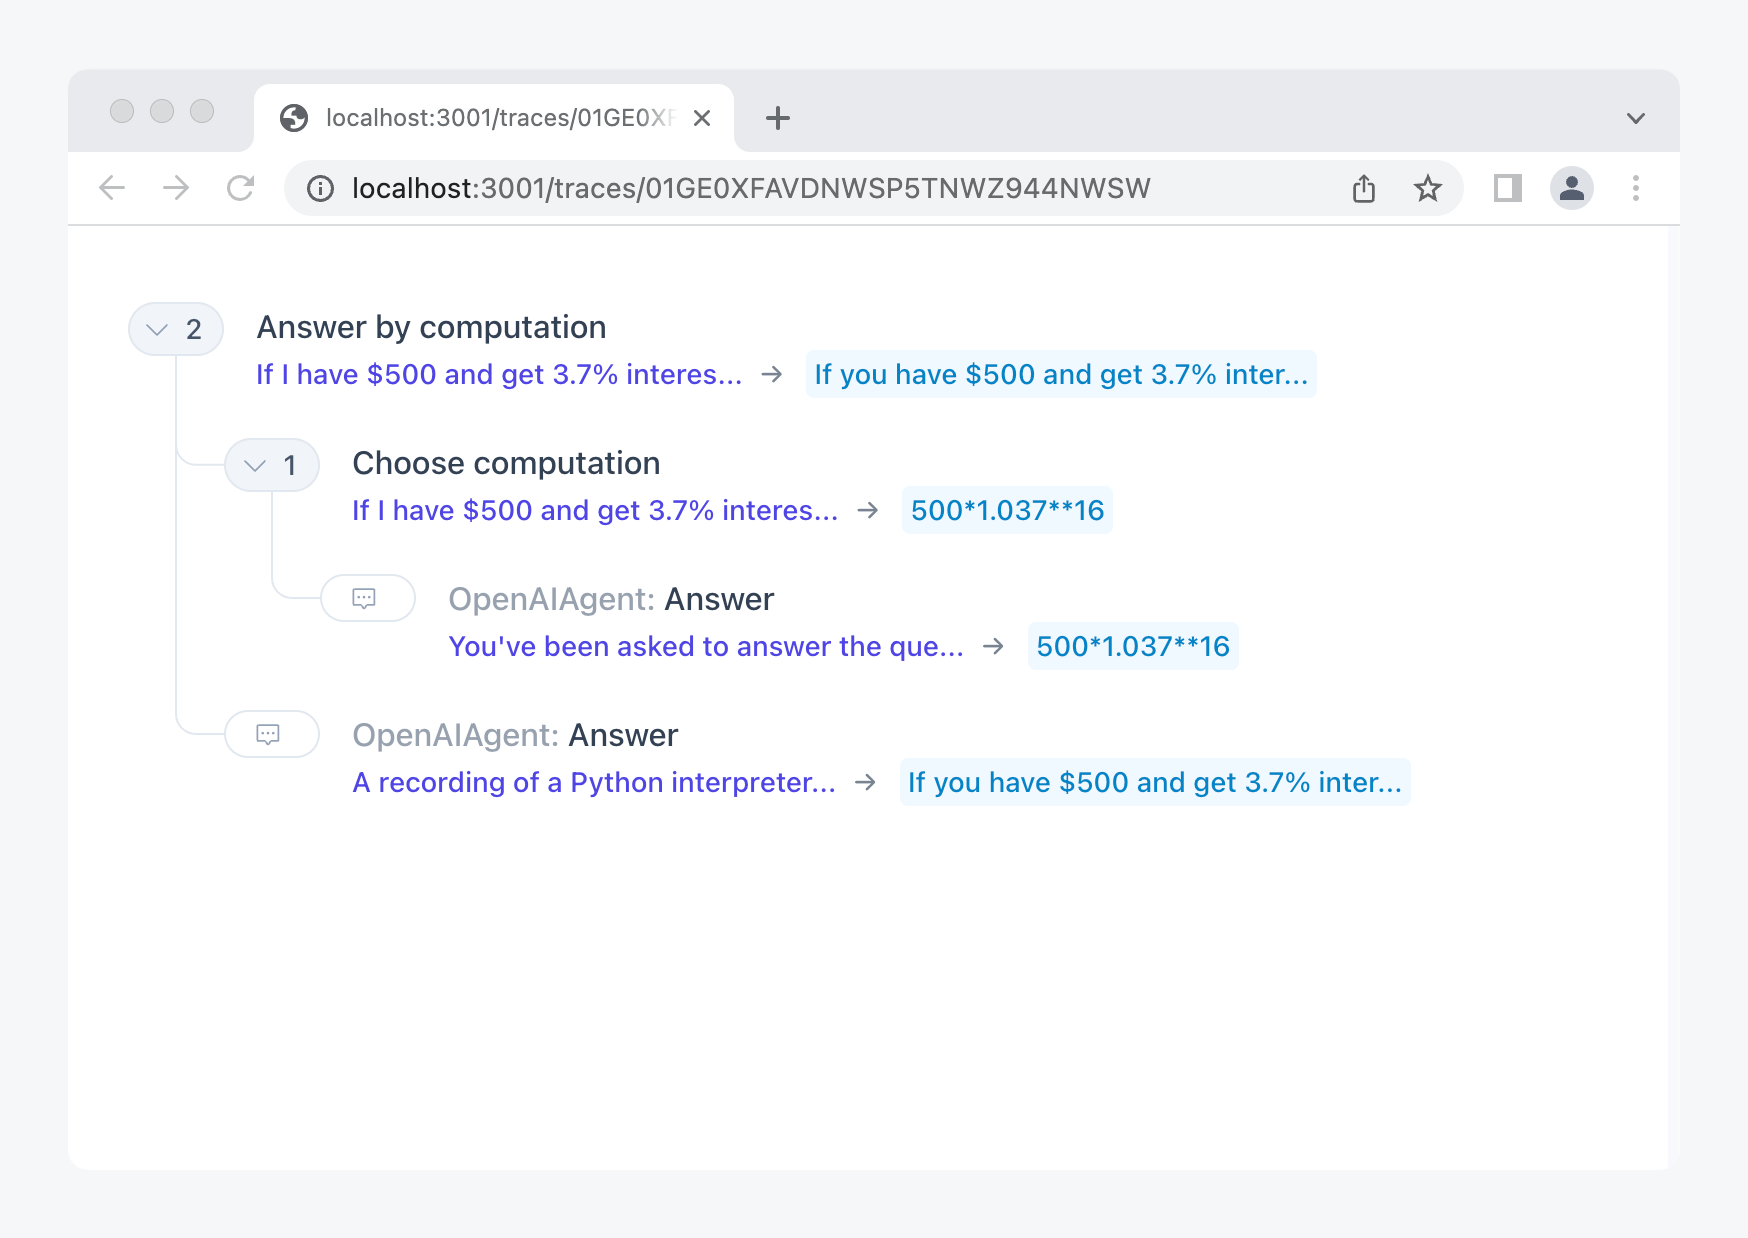 localhost:3001/traces/01GE0XF
localhost:3001/traces/01GE0XFAVDNWSP5TNWZ944NWSW
2 Answer by computation
If I have $500 and get 3.7% interes... → If you have $500 and get 3.7% inter...
1 Choose computation
If I have $500 and get 3.7% interes... → 500*1.037**16
OpenAIAgent: Answer
You've been asked to answer the que... → 500*1.037**16
OpenAIAgent: Answer
A recording of a Python interpreter... → If you have $500 and get 3.7% inter...